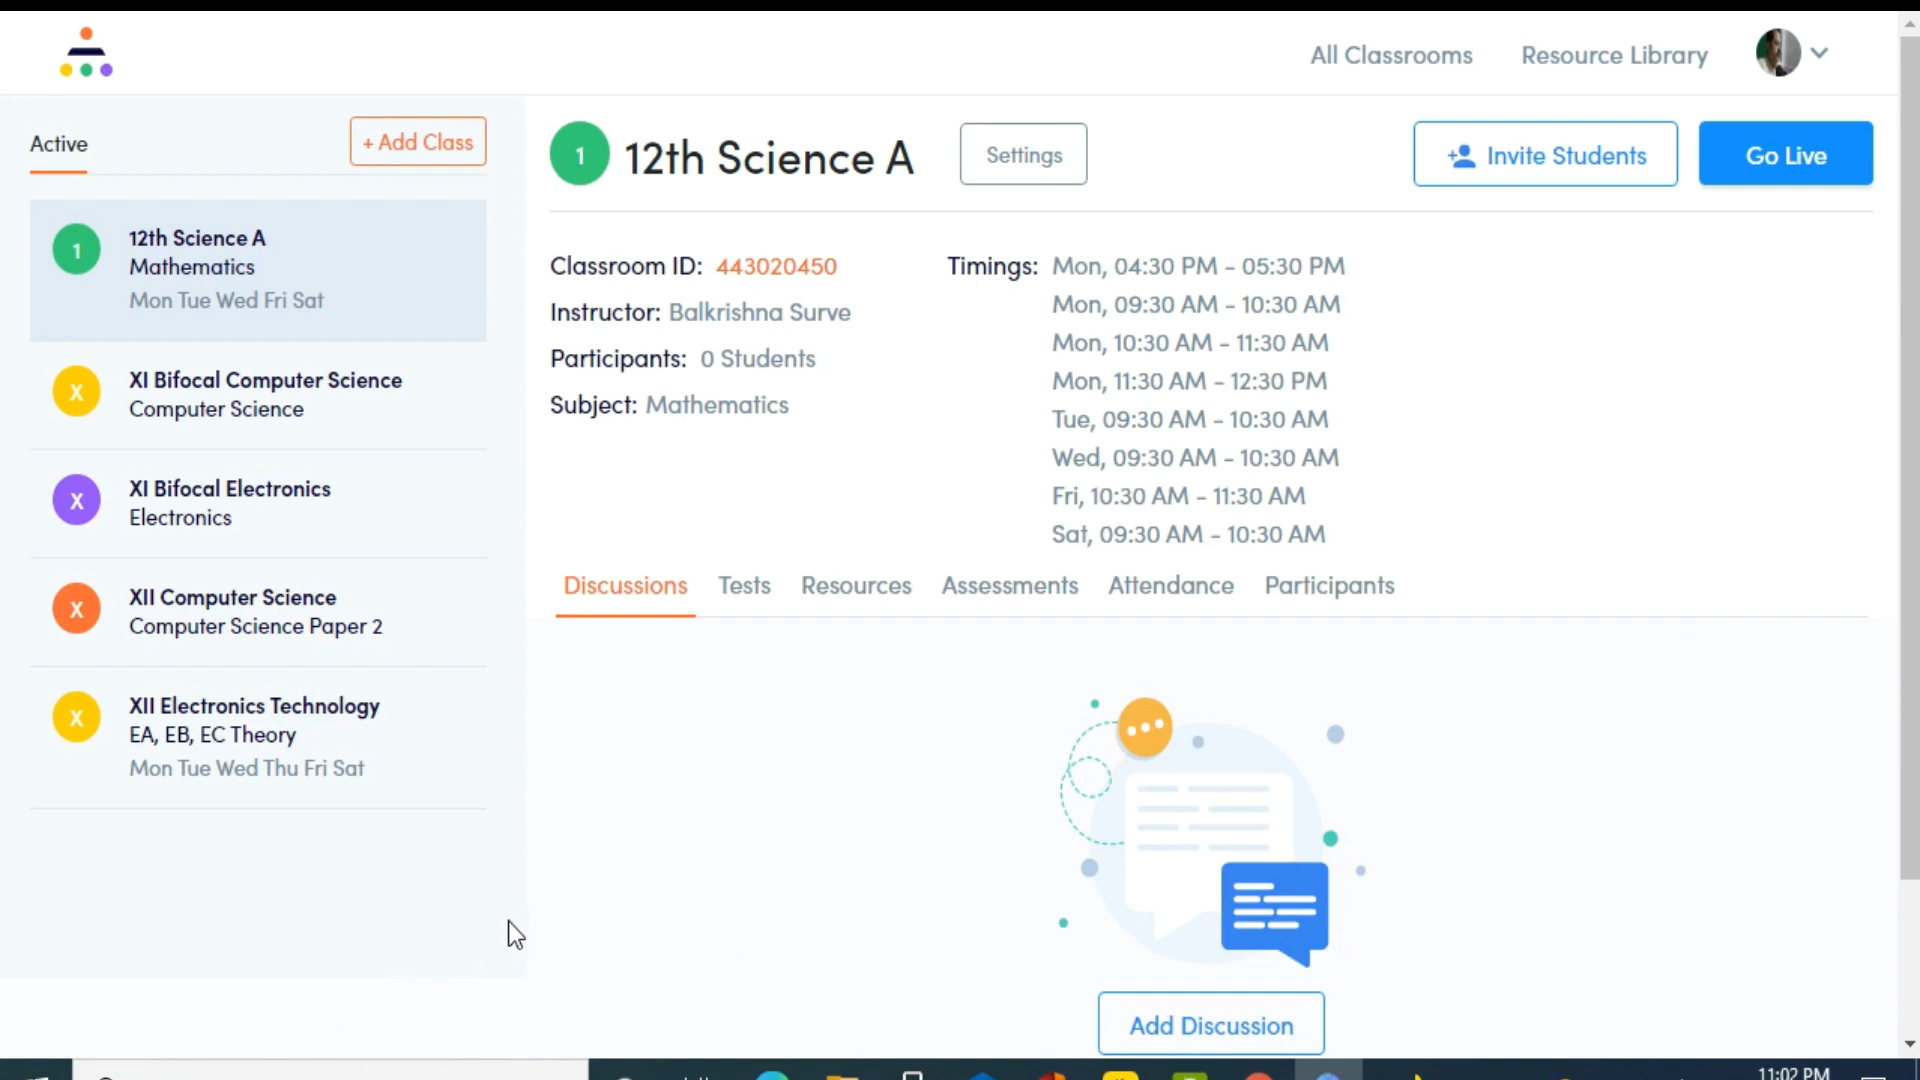 All Classrooms
Resource Library
Active
+ Add Class
1
12th Science A
Settings
Invite Students
Go Live
1
12th Science A
Mathematics
Mon Tue Wed Fri Sat
X
XI Bifocal Computer Science
Computer Science
X
XI Bifocal Electronics
Electronics
X
XII Computer Science
Computer Science Paper 2
X
XII Electronics Technology
EA, EB, EC Theory
Mon Tue Wed Thu Fri Sat
Classroom ID: 443020450
Instructor: Balkrishna Surve
Participants: 0 Students
Subject: Mathematics
Timings: Mon, 04:30 PM - 05:30 PM
Mon, 09:30 AM - 10:30 AM
Mon, 10:30 AM - 11:30 AM
Mon, 11:30 AM - 12:30 PM
Tue, 09:30 AM - 10:30 AM
Wed, 09:30 AM - 10:30 AM
Fri, 10:30 AM - 11:30 AM
Sat, 09:30 AM - 10:30 AM
Discussions
Tests
Resources
Assessments
Attendance
Participants
Add Discussion
11:02 PM